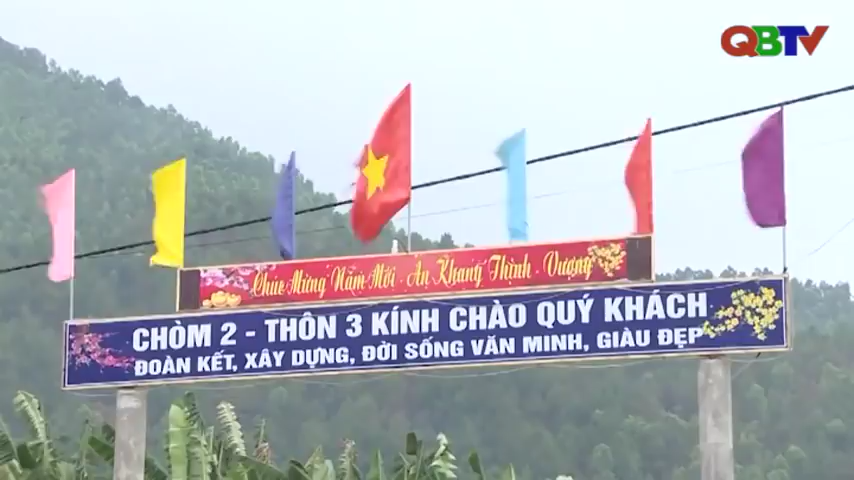 QBTV
Chúc Mừng Năm Mới - An Khang Thịnh Vượng
CHÒM 2 - THÔN 3 KÍNH CHÀO QUÝ KHÁCH
ĐOÀN KẾT, XÂY DỰNG, ĐỜI SỐNG VĂN MINH, GIÀU ĐẸP